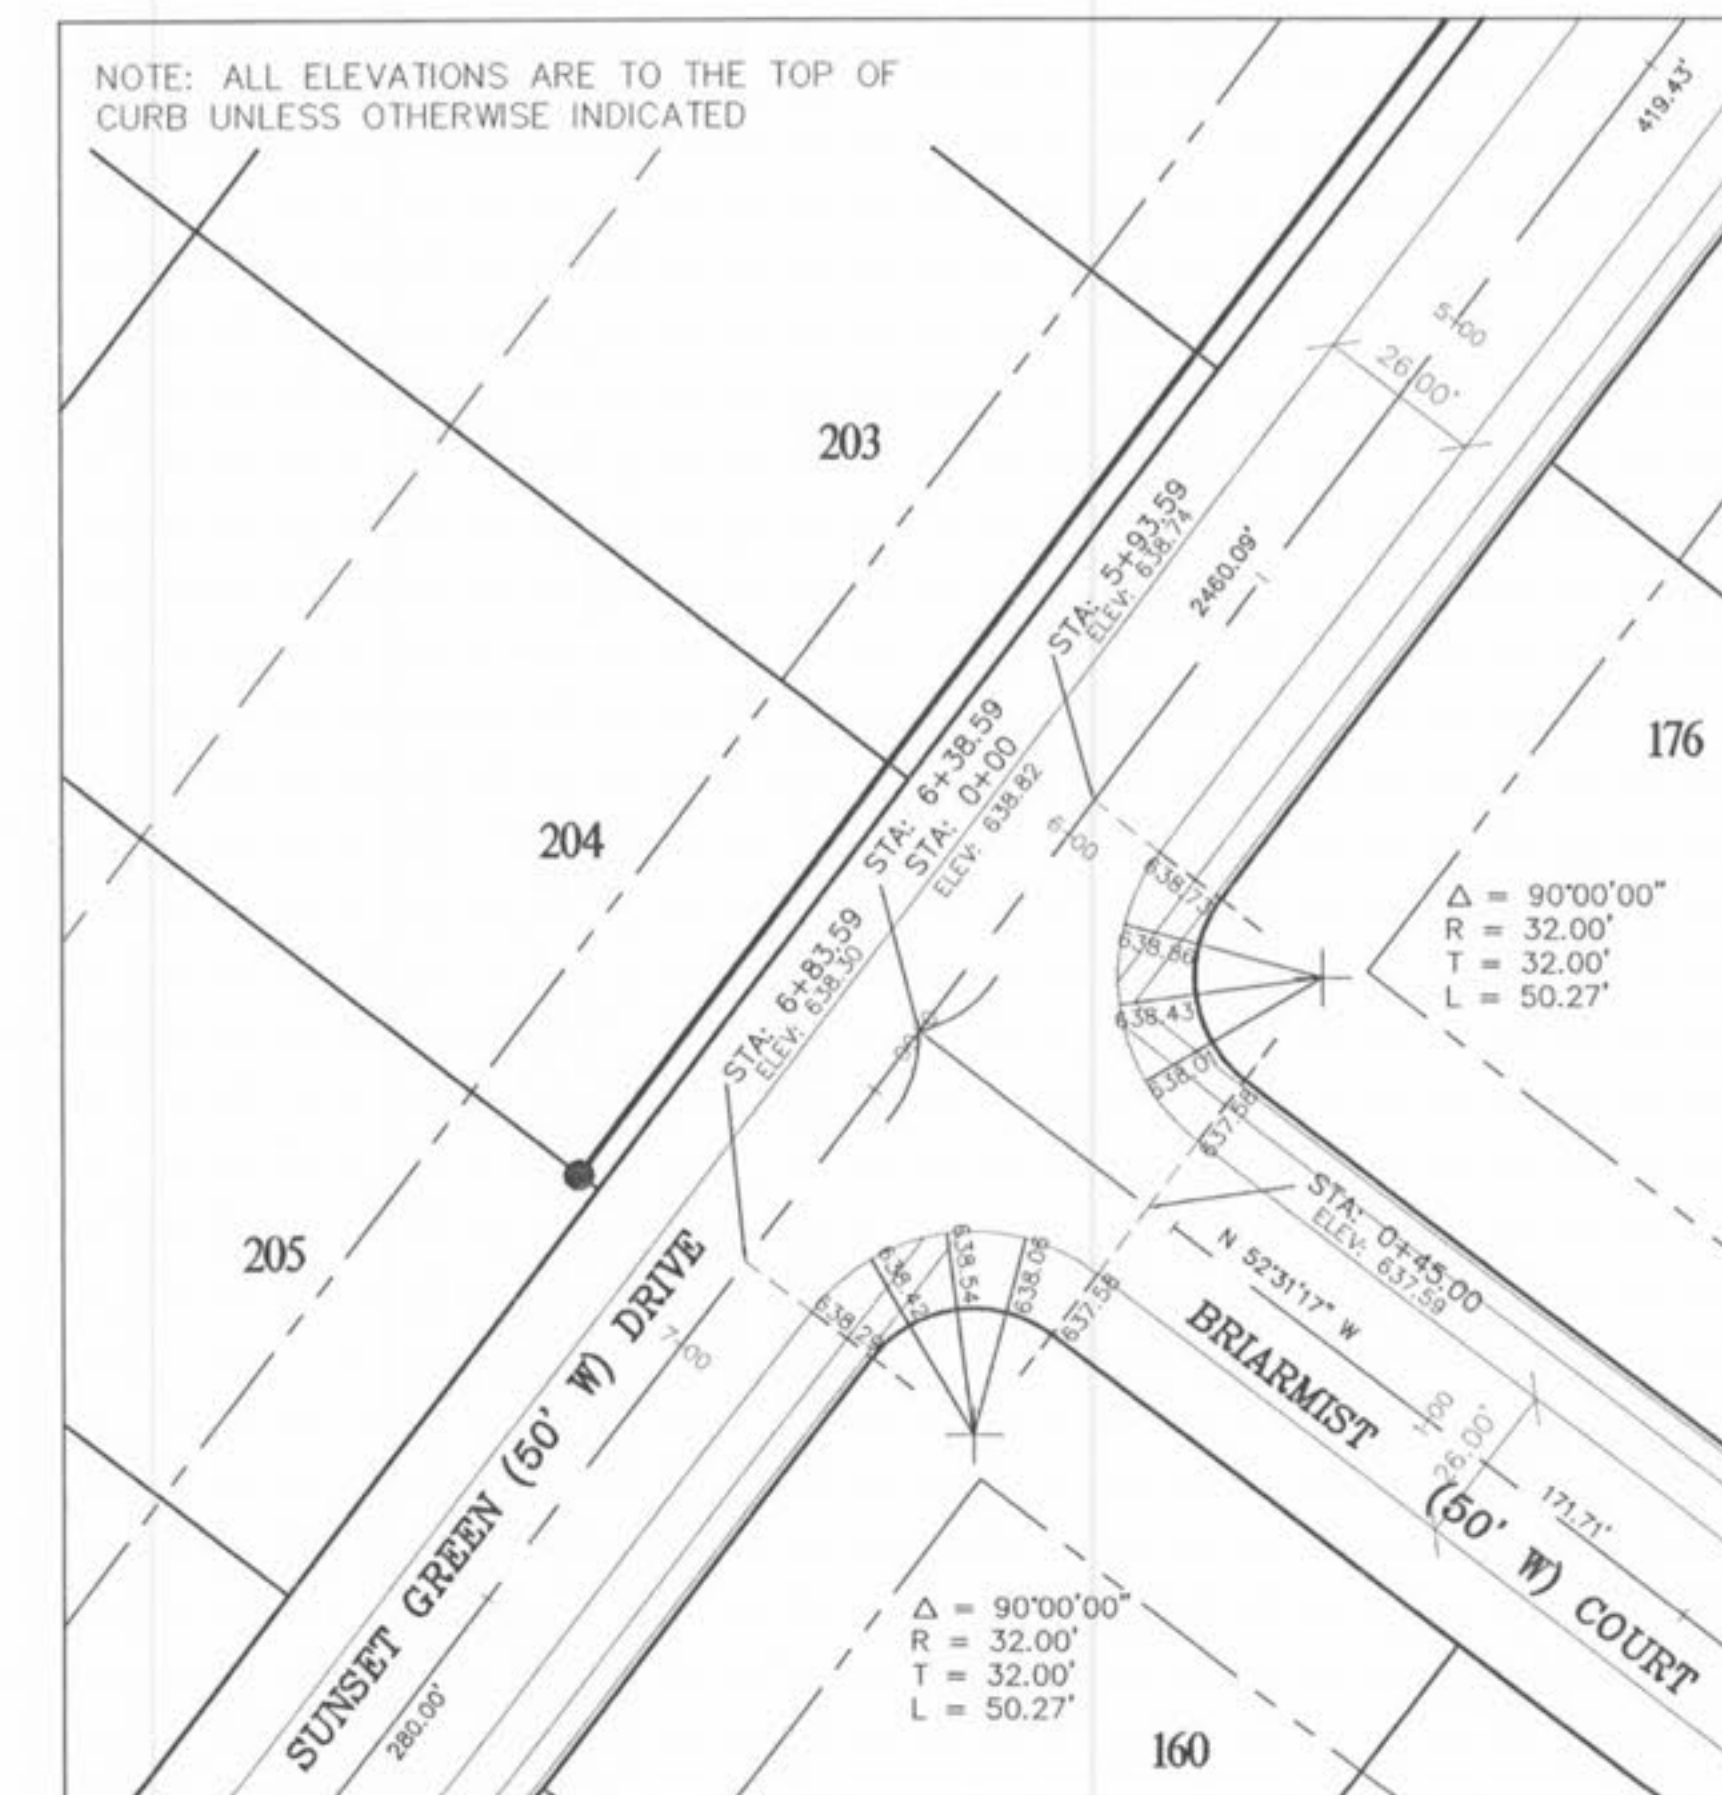 NOTE: ALL ELEVATIONS ARE TO THE TOP OF
CURB UNLESS OTHERWISE INDICATED
419.43'
5+00
26.00'
203
STA: 5+93.59
ELEV: 638.74
2460.09'
176
STA: 6+38.59
STA: 0+00
ELEV: 638.82
6+00
204
638.73
638.86
638.43
638.07
637.58
Δ = 90°00'00"
R = 32.00'
T = 32.00'
L = 50.27'
STA: 6+83.59
ELEV: 638.30
205
STA: 0+45.00
ELEV: 637.59
N 52°31'17" W
638.29
638.42
638.54
638.08
637.58
7+00
SUNSET GREEN (50' W) DRIVE
280.00'
BRIARMIST (50' W) COURT
1+00
26.00'
171.71'
Δ = 90°00'00"
R = 32.00'
T = 32.00'
L = 50.27'
160